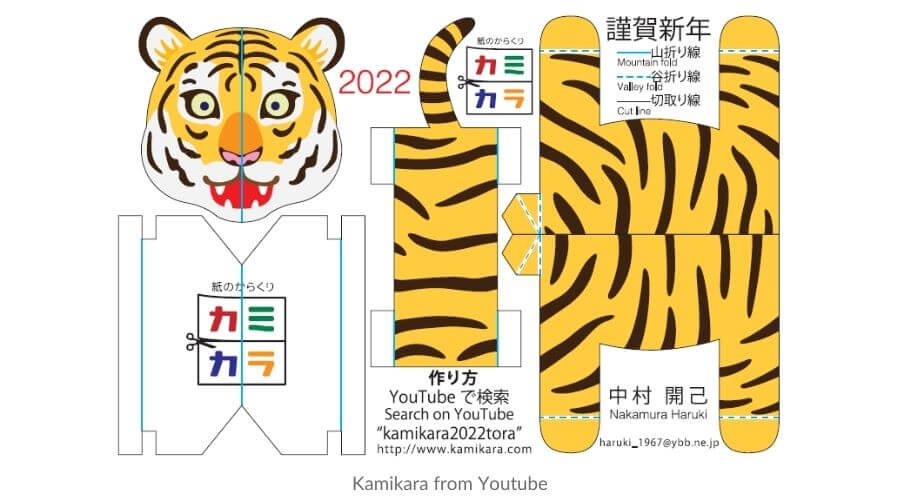 紙のからくり
カミ
カラ
2022
謹賀新年
山折り線
Mountain fold
谷折り線
Valley fold
切取り線
Cut line
紙のからくり
カミ
カラ
作り方
YouTube で検索
Search on YouTube
“kamikara2022tora”
http://www.kamikara.com
中村 開己
Nakamura Haruki
haruki_1967@ybb.ne.jp
Kamikara from Youtube